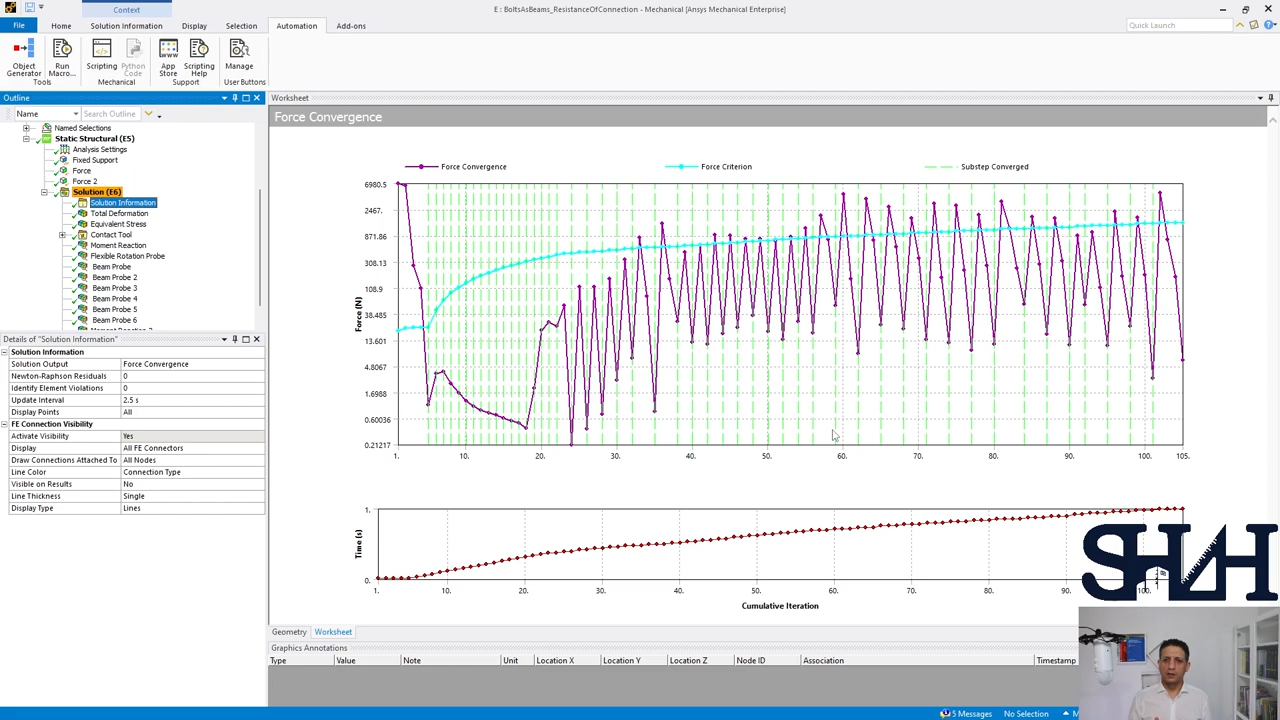 Context
E : BoltsAsBeams_ResistanceOfConnection - Mechanical [Ansys Mechanical Enterprise]
File Home Solution Information Display Selection Automation Add-ons Quick Launch
Object Generator Run Macro... Scripting Python Code App Store Scripting Help Manage
Tools Mechanical Support User Buttons
Outline
Name Search Outline
Named Selections
Static Structural (E5)
Analysis Settings
Fixed Support
Force
Force 2
Solution (E6)
Solution Information
Total Deformation
Equivalent Stress
Contact Tool
Moment Reaction
Flexible Rotation Probe
Beam Probe
Beam Probe 2
Beam Probe 3
Beam Probe 4
Beam Probe 5
Beam Probe 6
Details of "Solution Information"
Solution Information
Solution Output Force Convergence
Newton-Raphson Residuals 0
Identify Element Violations 0
Update Interval 2.5 s
Display Points All
FE Connection Visibility
Activate Visibility Yes
Display All FE Connectors
Draw Connections Attached To All Nodes
Line Color Connection Type
Visible on Results No
Line Thickness Single
Display Type Lines
Worksheet
Force Convergence
Force Convergence Force Criterion Substep Converged
6980.5
2467.
871.86
308.13
108.9
38.485
13.601
4.8067
1.6988
0.60036
0.21217
Force (N)
1. 10. 20. 30. 40. 50. 60. 70. 80. 90. 100. 105.
1.
0.
Time (s)
1. 10. 20. 30. 40. 50. 60. 70. 80. 90. 100.
Cumulative Iteration
SHAH
Geometry Worksheet
Graphics Annotations
Type Value Note Unit Location X Location Y Location Z Node ID Association Timestamp
5 Messages No Selection